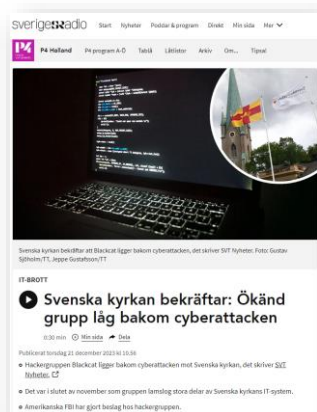 sverigesradio Start Nyheter Poddar & program Direkt Min sida Mer
P4 P4 Halland P4 program A-Ö Tablå Låtlistor Arkiv Om... Tipsa!
Svenska kyrkan bekräftar att Blackcat ligger bakom cyberattacken, det skriver SVT Nyheter. Foto: Gustav
Sjöholm/TT, Jeppe Gustafsson/TT
IT-BROTT
Svenska kyrkan bekräftar: Ökänd
grupp låg bakom cyberattacken
0:30 min Min sida Dela
Publicerat torsdag 21 december 2023 kl 10.56
Hackergruppen Blackcat ligger bakom cyberattacken mot Svenska kyrkan, det skriver SVT
Nyheter.
Det var i slutet av november som gruppen lamslog stora delar av Svenska kyrkans IT-system.
Amerikanska FBI har gjort beslag hos hackergruppen.